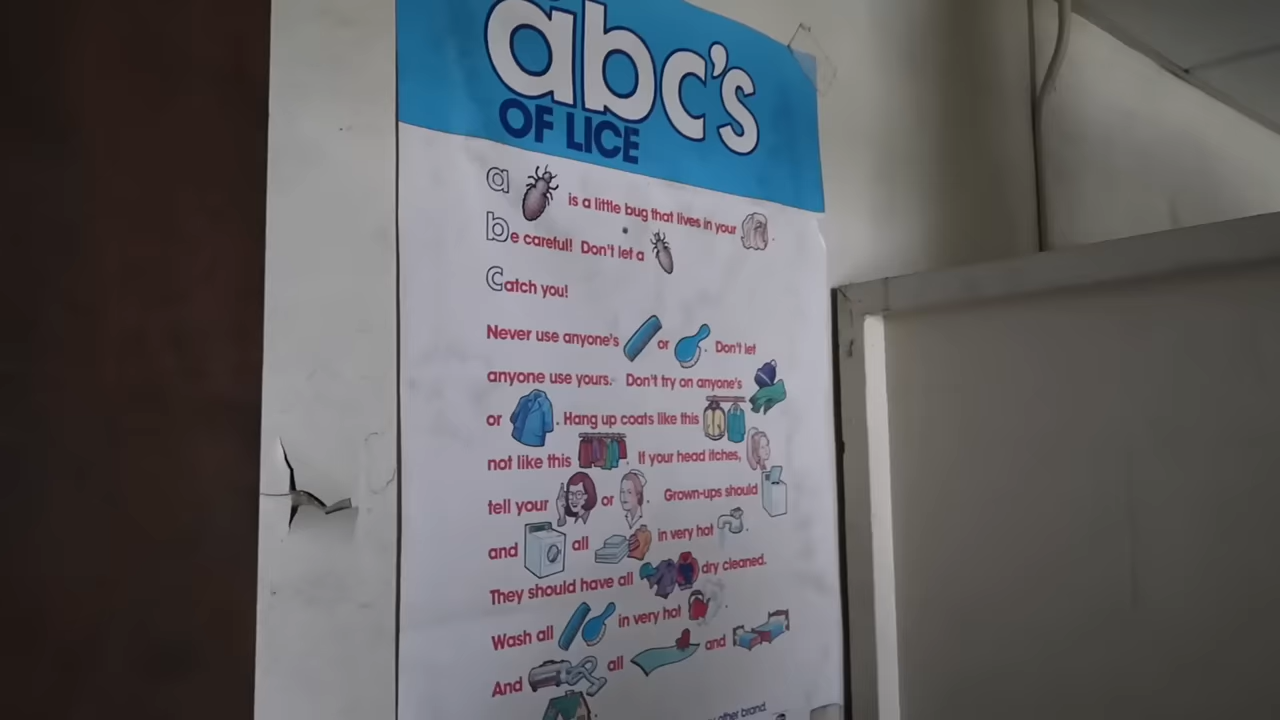 abc's
OF LICE
a is a little bug that lives in your .
be careful! Don't let a
Catch you!
Never use anyone's or . Don't let
anyone use yours. Don't try on anyone's
or . Hang up coats like this
not like this . If your head itches,
tell your or . Grown-ups should
and all in very hot .
They should have all dry cleaned.
Wash all in very hot .
And all and
other brand.